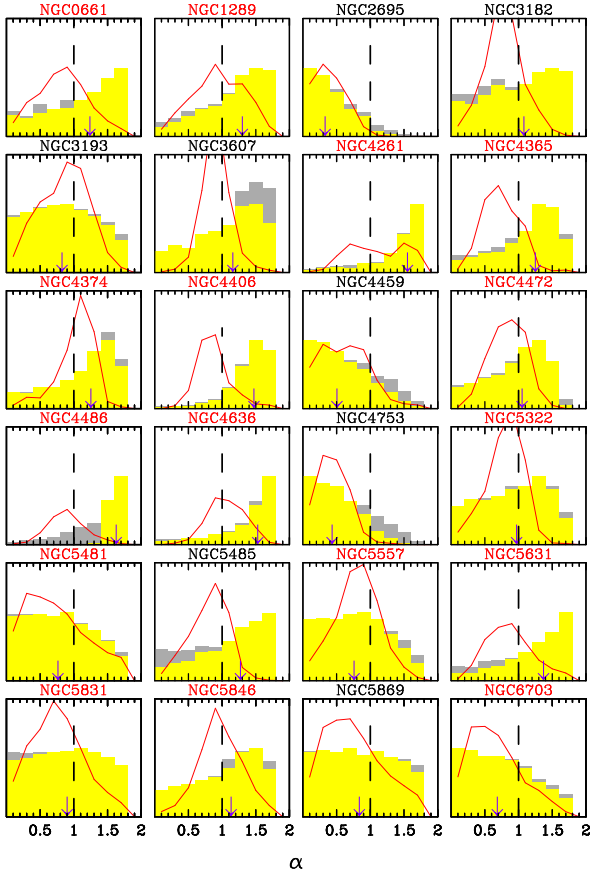 NGC0661 NGC1289 NGC2695 NGC3182
NGC3193 NGC3607 NGC4261 NGC4365
NGC4374 NGC4406 NGC4459 NGC4472
NGC4486 NGC4636 NGC4753 NGC5322
NGC5481 NGC5485 NGC5557 NGC5631
NGC5831 NGC5846 NGC5869 NGC6703
0.5 1 1.5 2 0.5 1 1.5 2 0.5 1 1.5 2 0.5 1 1.5 2
α